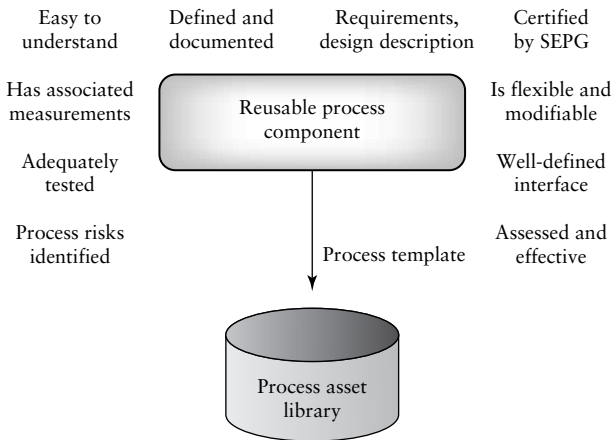 Easy to
understand
Defined and
documented
Requirements,
design description
Certified
by SEPG
Has associated
measurements
Reusable process
component
Is flexible and
modifiable
Adequately
tested
Well-defined
interface
Process risks
identified
Process template
Assessed and
effective
Process asset
library